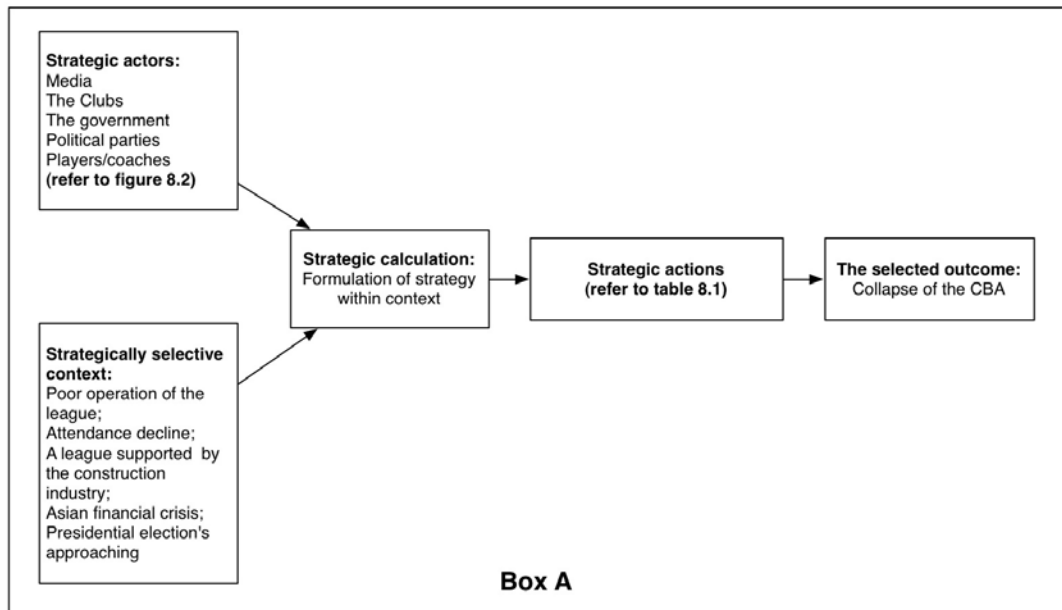 Strategic actors:
Media
The Clubs
The government
Political parties
Players/coaches
(refer to figure 8.2)
Strategically selective
context:
Poor operation of the
league;
Attendance decline;
A league supported by
the construction
industry;
Asian financial crisis;
Presidential election's
approaching
Strategic calculation:
Formulation of strategy
within context
Strategic actions
(refer to table 8.1)
The selected outcome:
Collapse of the CBA
Box A